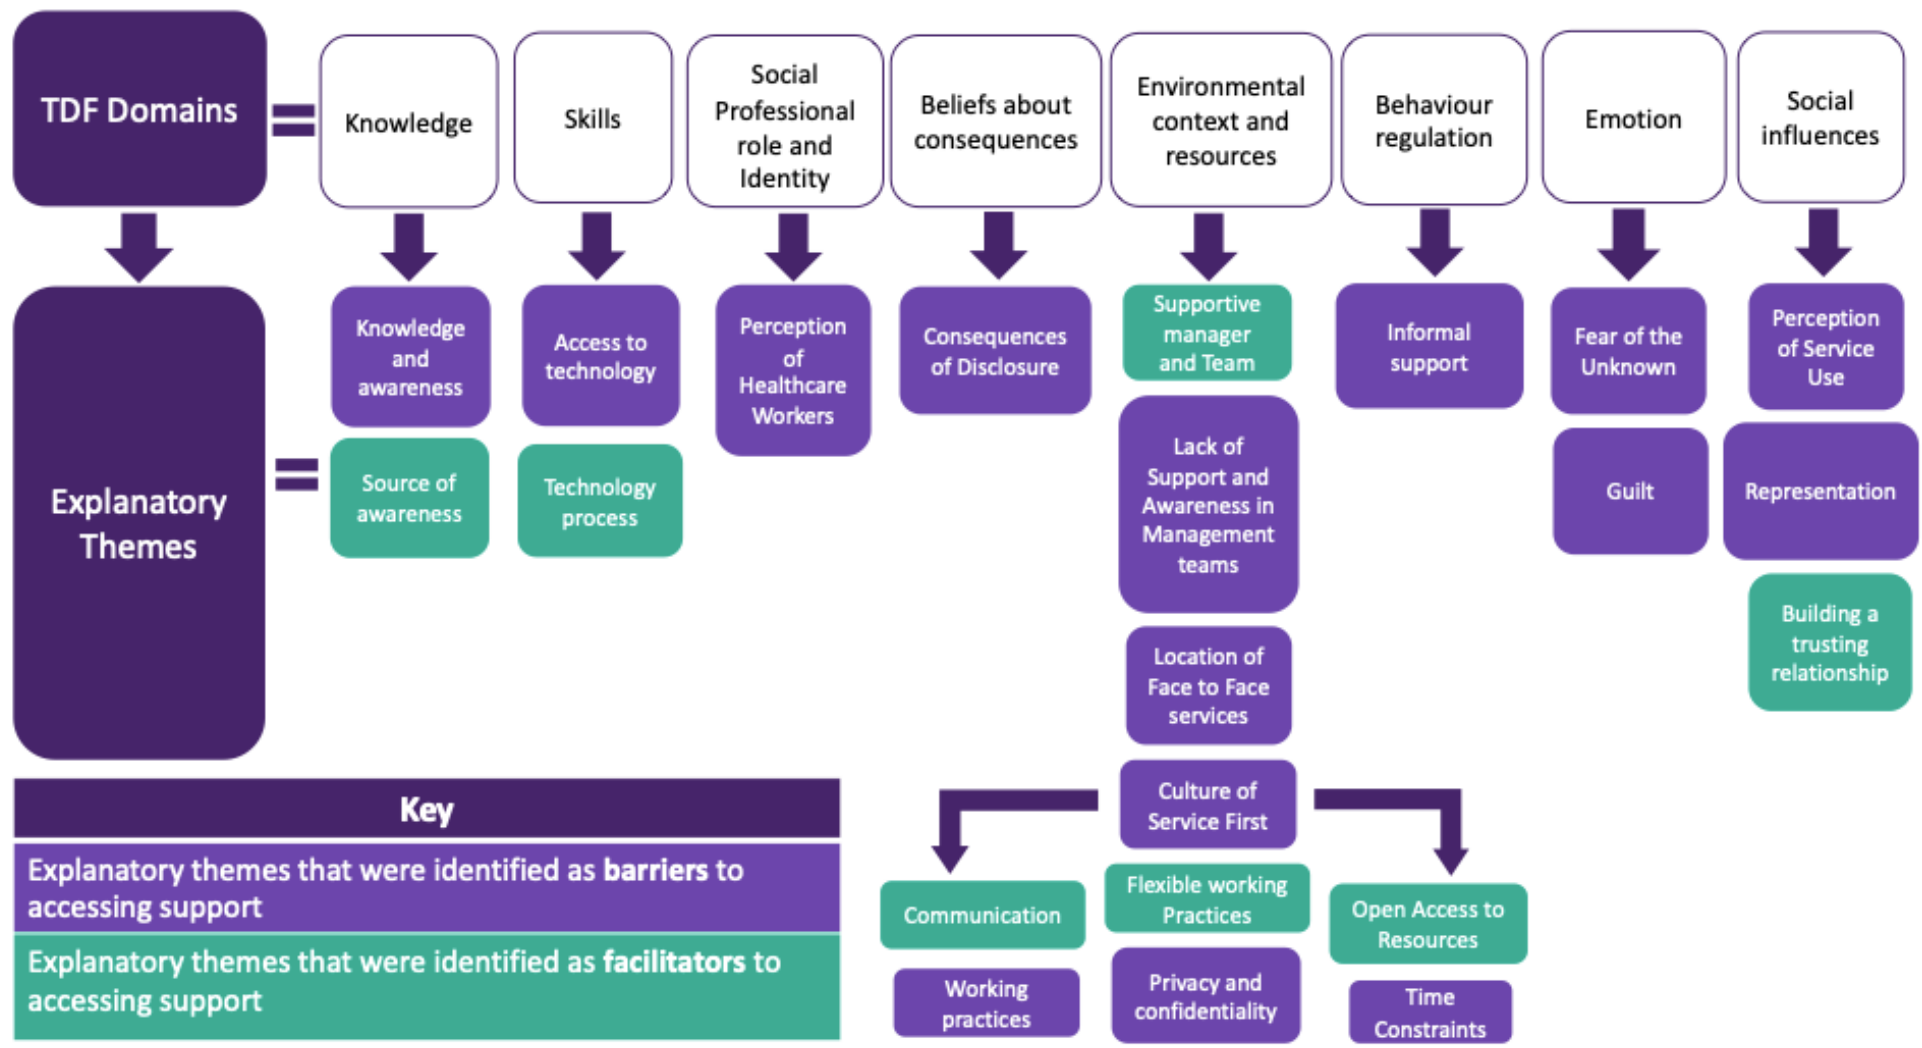 TDF Domains
Knowledge
Skills
Social
Professional
role and
Identity
Beliefs about
consequences
Environmental
context and
resources
Behaviour
regulation
Emotion
Social
influences
Explanatory
Themes
Knowledge
and
awareness
Source of
awareness
Access to
technology
Technology
process
Perception
of
Healthcare
Workers
Consequences
of Disclosure
Supportive
manager
and Team
Lack of
Support and
Awareness in
Management
teams
Location of
Face to Face
services
Culture of
Service First
Communication
Working
practices
Flexible working
Practices
Privacy and
confidentiality
Open Access to
Resources
Time
Constraints
Informal
support
Fear of the
Unknown
Guilt
Perception
of Service
Use
Representation
Building a
trusting
relationship
Key
Explanatory themes that were identified as barriers to
accessing support
Explanatory themes that were identified as facilitators to
accessing support